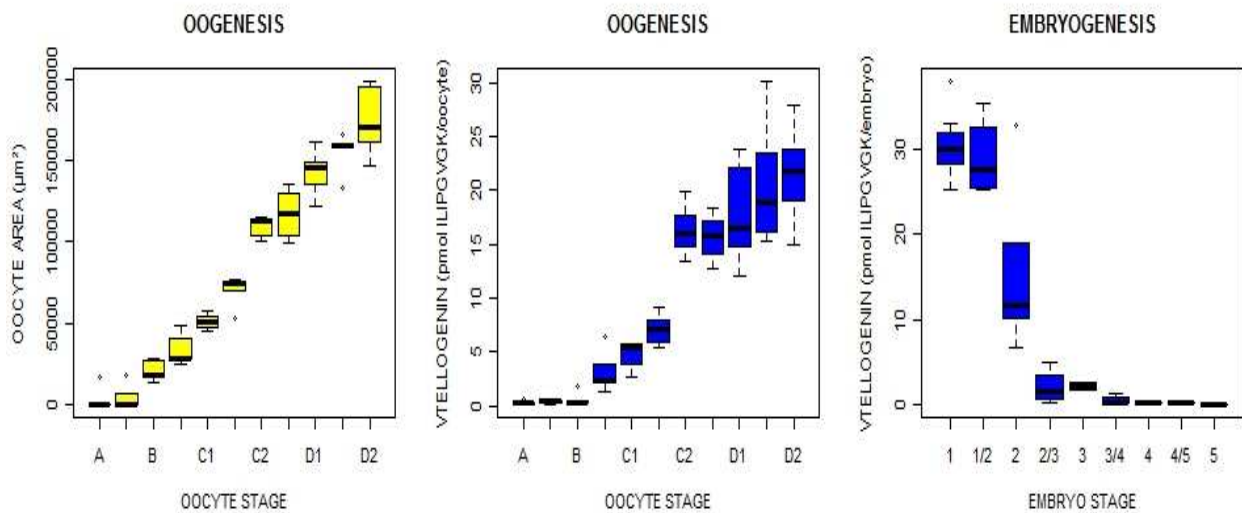 OOGENESIS
OOCYTE AREA (µm²)
0
50000
100000
150000
200000
A B C1 C2 D1 D2
OOCYTE STAGE
OOGENESIS
VTELLOGENIN (pmol ILIPGVGK/oocyte)
0
5
10
15
20
25
30
A B C1 C2 D1 D2
OOCYTE STAGE
EMBRYOGENESIS
VTELLOGENIN (pmol ILIPGVGK/embryo)
0
10
20
30
1 1/2 2 2/3 3 3/4 4 4/5 5
EMBRYO STAGE